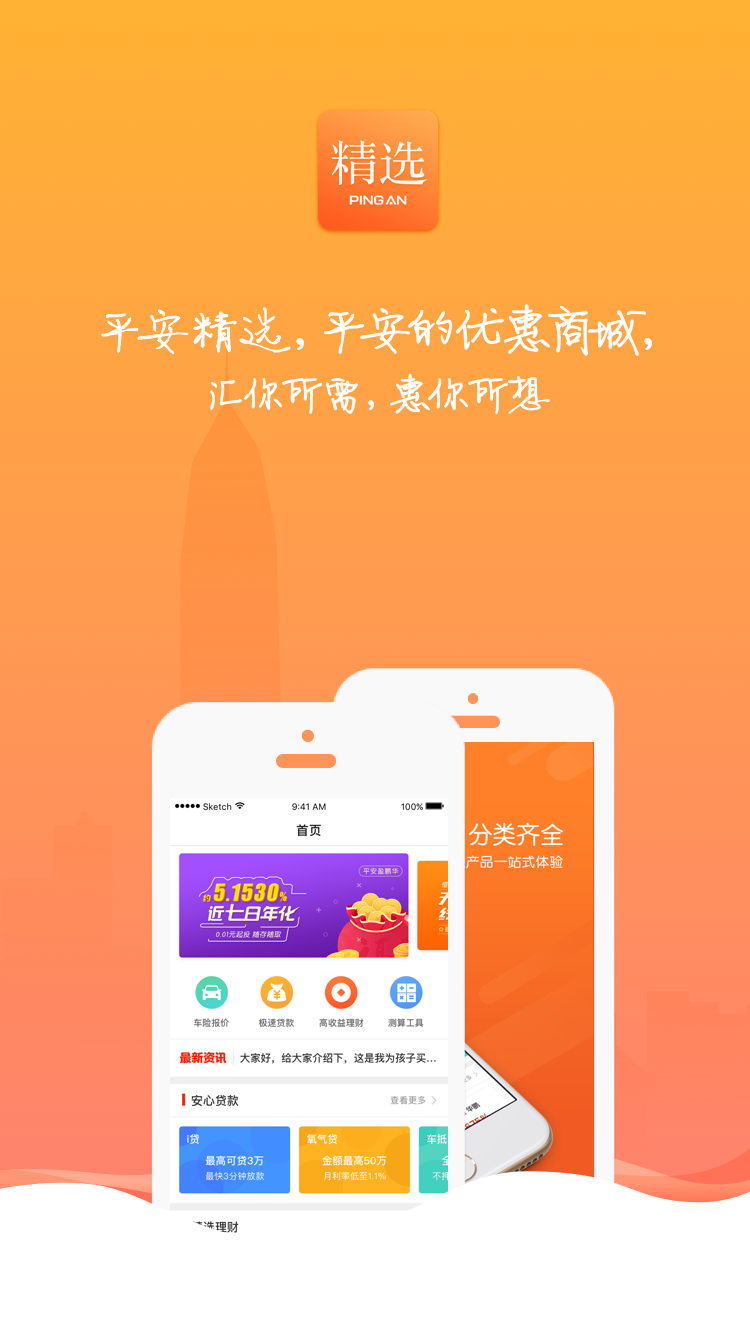 精选
PINGAN
平安精选，平安的优惠商城，
汇你所需，惠你所想
Sketch
9:41 AM
100%
首页
平安盈鹏华
约5.1530%
近七日年化
0.01元起投 随存随取
车险报价
极速贷款
高收益理财
测算工具
最新资讯
大家好，给大家介绍下，这是我为孩子买...
安心贷款
查看更多
i贷
最高可贷3万
最快3分钟放款
氧气贷
金额最高50万
月利率低至1.1%
车抵
不押
选理财
分类齐全
产品一站式体验